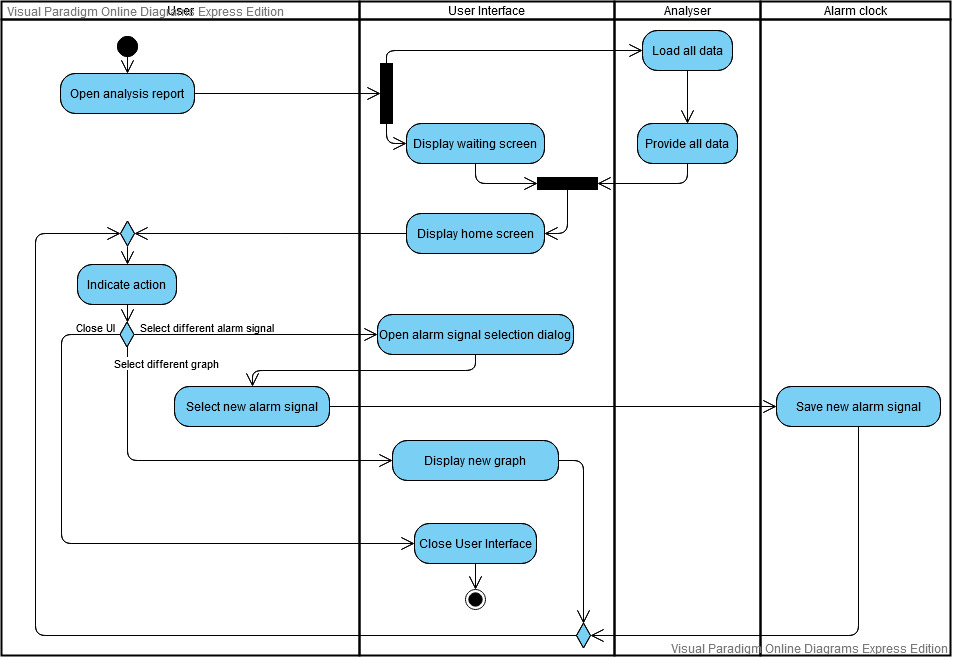 Visual Paradigm Online Diagrams Express Edition
User
User Interface
Analyser
Alarm clock
Load all data
Open analysis report
Display waiting screen
Provide all data
Display home screen
Indicate action
Close UI
Select different alarm signal
Open alarm signal selection dialog
Select different graph
Select new alarm signal
Save new alarm signal
Display new graph
Close User Interface
Visual Paradigm Online Diagrams Express Edition